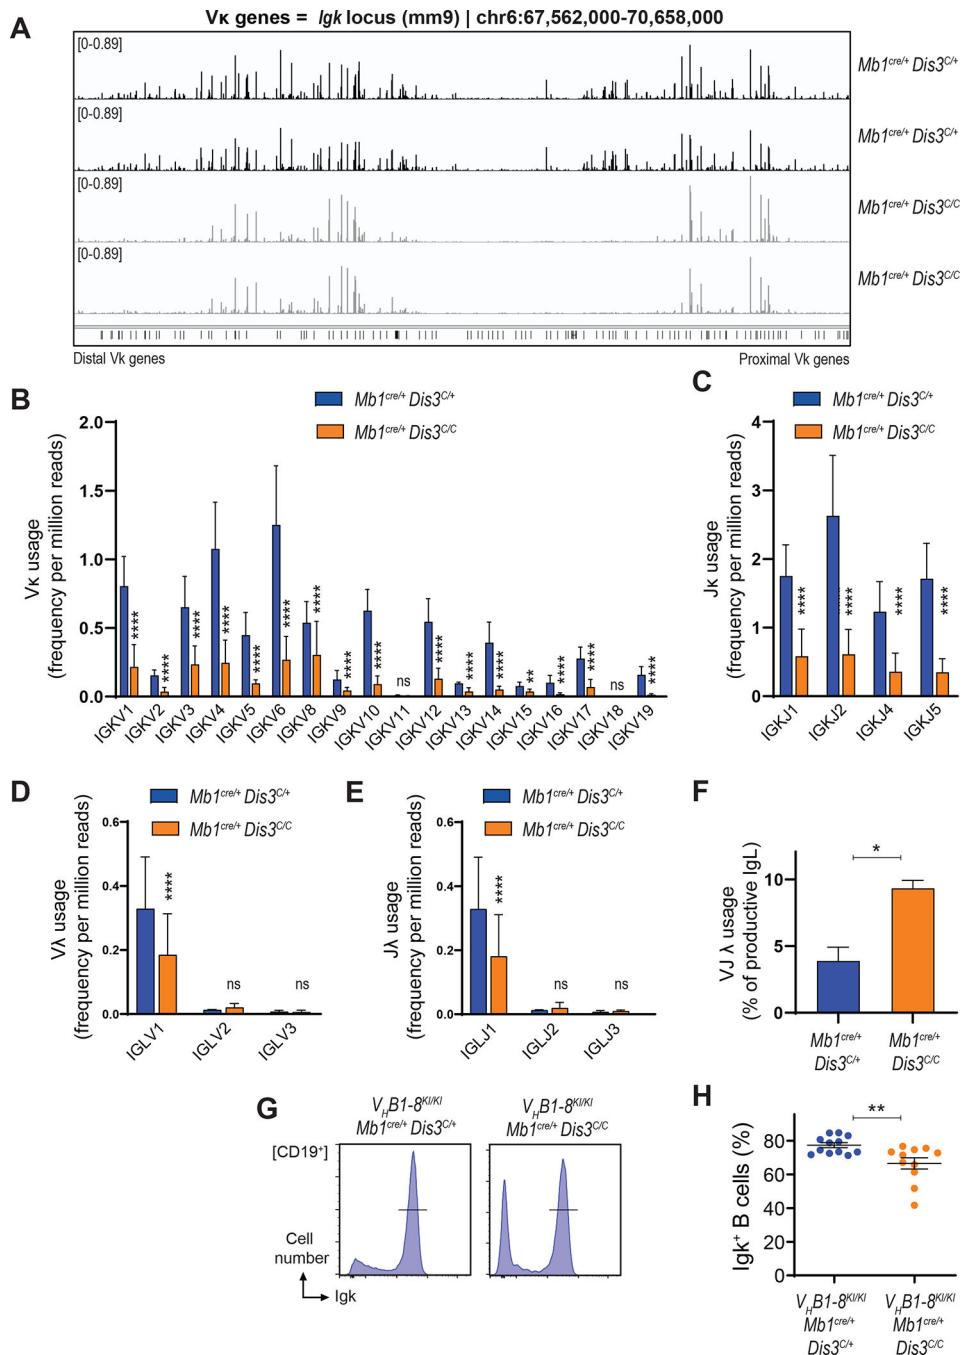 A
Vκ genes = Igk locus (mm9) | chr6:67,562,000-70,658,000
[0-0.89]
Mb1cre/+ Dis3C/+
[0-0.89]
Mb1cre/+ Dis3C/+
[0-0.89]
Mb1cre/+ Dis3C/C
[0-0.89]
Mb1cre/+ Dis3C/C
Distal Vk genes
Proximal Vk genes
B
Mb1cre/+ Dis3C/+
Mb1cre/+ Dis3C/C
Vκ usage
(frequency per million reads)
2.0
1.5
1.0
0.5
0.0
****
****
****
****
****
****
****
****
****
ns
****
****
****
**
****
****
ns
****
IGKV1
IGKV2
IGKV3
IGKV4
IGKV5
IGKV6
IGKV8
IGKV9
IGKV10
IGKV11
IGKV12
IGKV13
IGKV14
IGKV15
IGKV16
IGKV17
IGKV18
IGKV19
C
Mb1cre/+ Dis3C/+
Mb1cre/+ Dis3C/C
Jκ usage
(frequency per million reads)
4
3
2
1
0
****
****
****
****
IGKJ1
IGKJ2
IGKJ4
IGKJ5
D
Mb1cre/+ Dis3C/+
Mb1cre/+ Dis3C/C
Vλ usage
(frequency per million reads)
0.6
0.4
0.2
0.0
****
ns
ns
IGLV1
IGLV2
IGLV3
E
Mb1cre/+ Dis3C/+
Mb1cre/+ Dis3C/C
Jλ usage
(frequency per million reads)
0.6
0.4
0.2
0.0
****
ns
ns
IGLJ1
IGLJ2
IGLJ3
F
VJ λ usage
(% of productive IgL)
10
5
0
*
Mb1cre/+
Dis3C/+
Mb1cre/+
Dis3C/C
G
VHB1-8KI/KI
Mb1cre/+ Dis3C/+
VHB1-8KI/KI
Mb1cre/+ Dis3C/C
[CD19+]
Cell
number
Igk
H
Igk+ B cells (%)
80
60
40
20
0
**
VHB1-8KI/KI
Mb1cre/+
Dis3C/+
VHB1-8KI/KI
Mb1cre/+
Dis3C/C